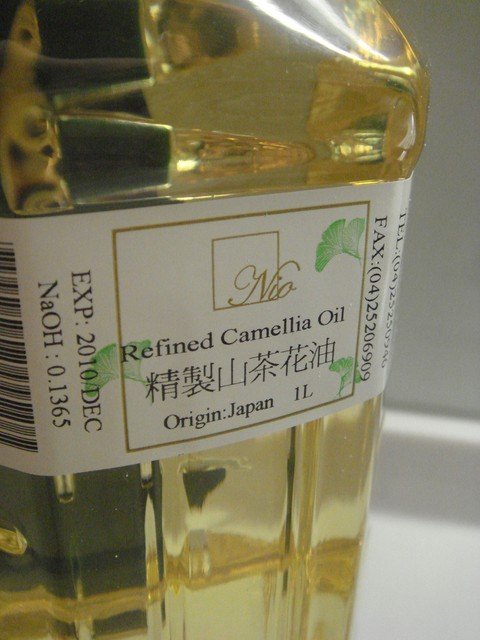 EXP: 2010 DEC
NaOH : 0.1365
Nio
Refined Camellia Oil
精製山茶花油
Origin:Japan 1L
FAX:(04)25206909